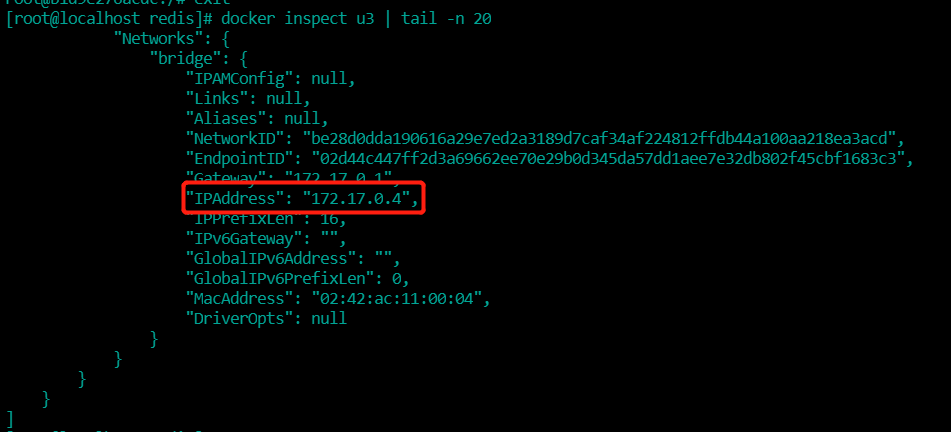 [root@localhost redis]# docker inspect u3 | tail -n 20
"Networks": {
"bridge": {
"IPAMConfig": null,
"Links": null,
"Aliases": null,
"NetworkID": "be28d0dda190616a29e7ed2a3189d7caf34af224812ffdb44a100aa218ea3acd",
"EndpointID": "02d44c447ff2d3a69662ee70e29b0d345da57dd1aee7e32db802f45cbf1683c3",
"Gateway": "172.17.0.1",
"IPAddress": "172.17.0.4",
"IPPrefixLen": 16,
"IPv6Gateway": "",
"GlobalIPv6Address": "",
"GlobalIPv6PrefixLen": 0,
"MacAddress": "02:42:ac:11:00:04",
"DriverOpts": null
}
}
}
}
]